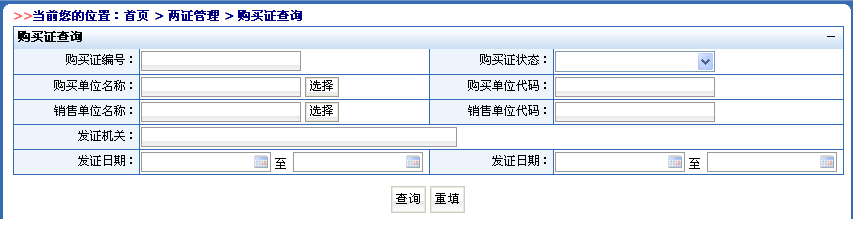 >>当前您的位置：首页 > 两证管理 > 购买证查询
购买证查询
购买证编号： 购买证状态：
购买单位名称： 选择 购买单位代码：
销售单位名称： 选择 销售单位代码：
发证机关：
发证日期： 至 发证日期： 至
查询 重填